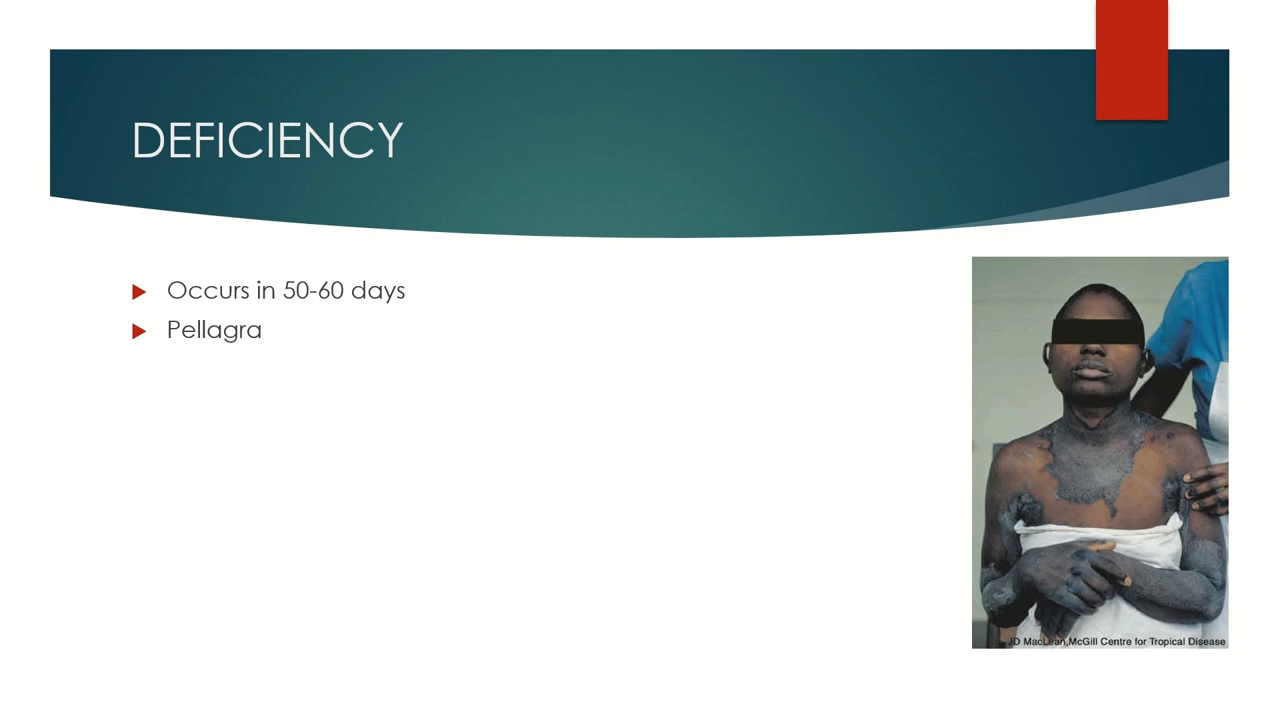 DEFICIENCY
Occurs in 50-60 days
Pellagra
JD MacLean,McGill Centre for Tropical Disease